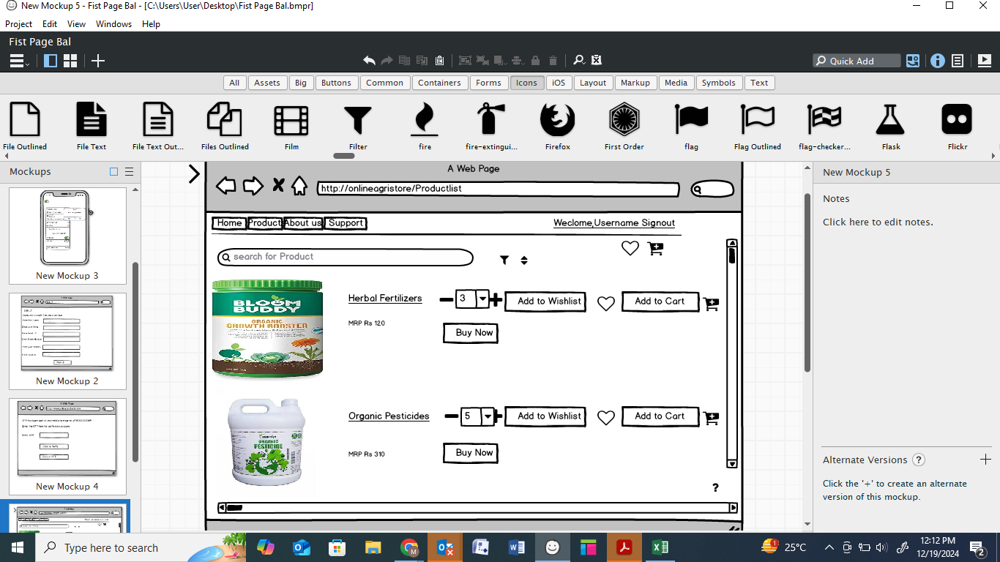 New Mockup 5 - Fist Page Bal - [C:\Users\User\Desktop\Fist Page Bal.bmpr]
Project Edit View Windows Help
Fist Page Bal
Quick Add
All Assets Big Buttons Common Containers Forms Icons iOS Layout Markup Media Symbols Text
File Outlined File Text File Text Out... Files Outlined Film Filter fire fire-extingui... Firefox First Order flag Flag Outlined flag-checker... Flask Flickr
Mockups
New Mockup 3
New Mockup 2
New Mockup 4
A Web Page
http://onlineagristore/Productlist
Home Product About us Support
Weclome,Username Signout
search for Product
BLOOM
BUDDY
ORGANIC
GROWTH BOOSTER
Herbal Fertilizers
3
Add to Wishlist
Add to Cart
MRP Rs 120
Buy Now
ORGANIC
PESTICIDE
Organic Pesticides
5
Add to Wishlist
Add to Cart
MRP Rs 310
Buy Now
?
New Mockup 5
Notes
Click here to edit notes.
Alternate Versions ?
Click the '+' to create an alternate
version of this mockup.
Type here to search
1
25°C
12:12 PM
12/19/2024
2